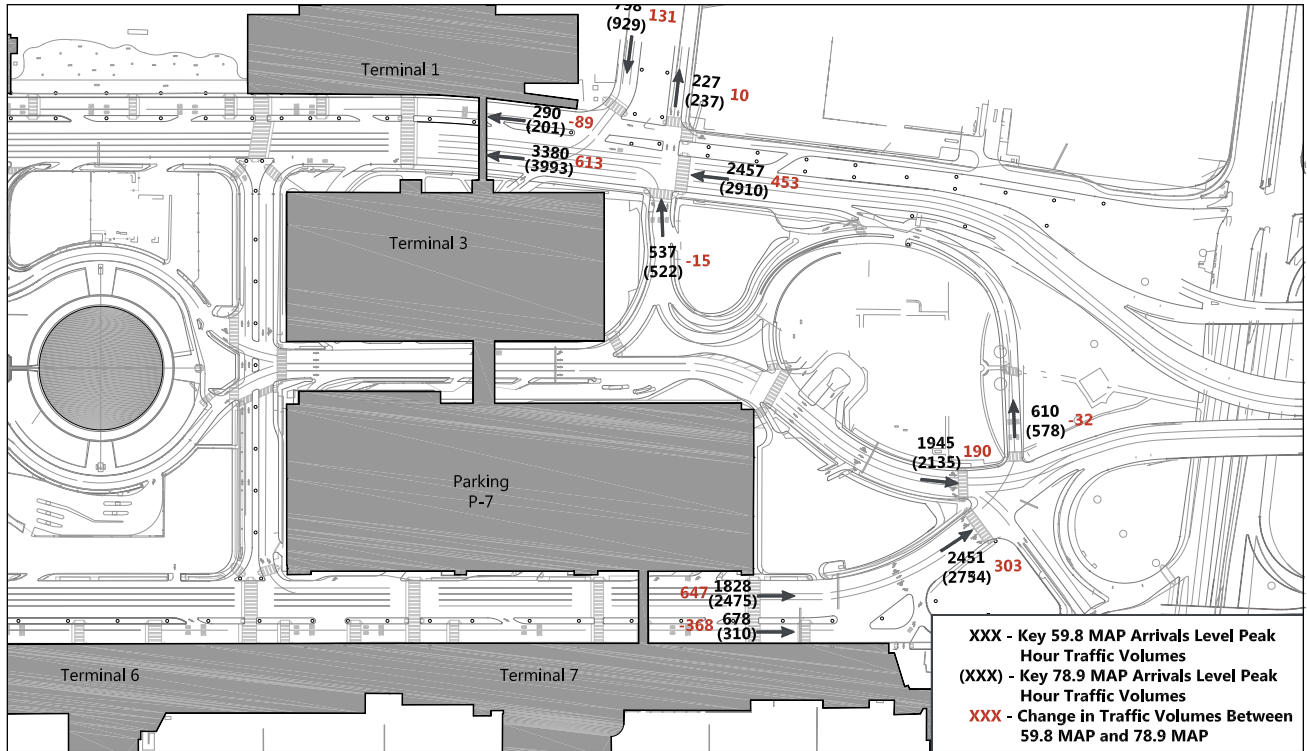 (929) 131
Terminal 1
227
(237) 10
290
(201) -89
3380
(3993) 613
2457
(2910) 453
Terminal 3
537
(522) -15
610
(578) -32
1945
(2135) 190
Parking
P-7
2451
(2754) 303
647 1828
(2475)
-368 678
(310)
Terminal 6
Terminal 7
XXX - Key 59.8 MAP Arrivals Level Peak
Hour Traffic Volumes
(XXX) - Key 78.9 MAP Arrivals Level Peak
Hour Traffic Volumes
XXX - Change in Traffic Volumes Between
59.8 MAP and 78.9 MAP